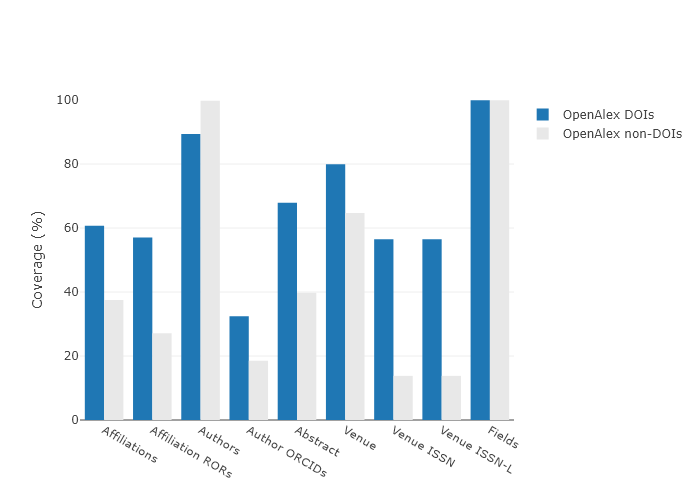 OpenAlex DOIs
OpenAlex non-DOIs
Coverage (%)
100
80
60
40
20
0
Affiliations
Affiliation RORs
Authors
Author ORCIDs
Abstract
Venue
Venue ISSN
Venue ISSN-L
Fields